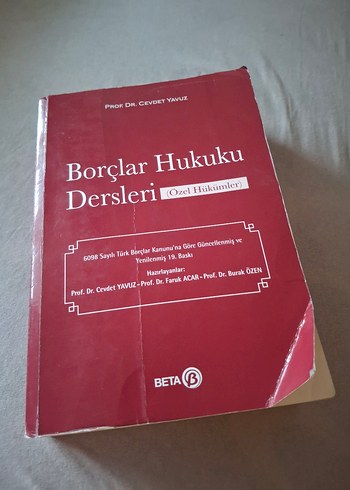 PROF. DR. CEVDET YAVUZ
Borçlar Hukuku
Dersleri (Özel Hükümler)
6098 Sayılı Türk Borçlar Kanunu'na Göre Güncellenmiş ve
Yenilenmiş 19. Baskı
Hazırlayanlar:
Prof. Dr. Cevdet YAVUZ - Prof. Dr. Faruk ACAR - Prof. Dr. Burak ÖZEN
BETA B